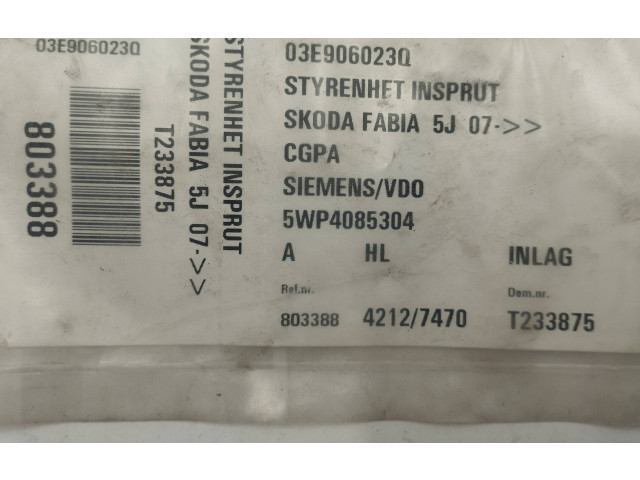 03E906023Q
803388
T233875
SKODA FABIA 5J 07->>
STYRENHET INSPRUT
03E906023Q
STYRENHET INSPRUT
SKODA FABIA 5J 07->>
CGPA
SIEMENS/VDO
5WP4085304
A HL INLAG
Ref.nr. Dem.nr.
803388 4212/7470 T233875